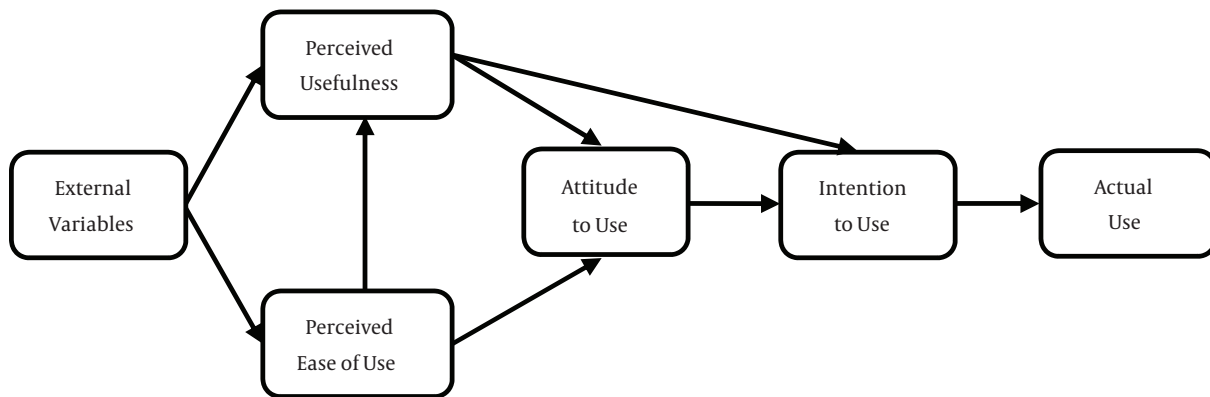 Perceived
Usefulness
External
Variables
Attitude
to Use
Intention
to Use
Actual
Use
Perceived
Ease of Use